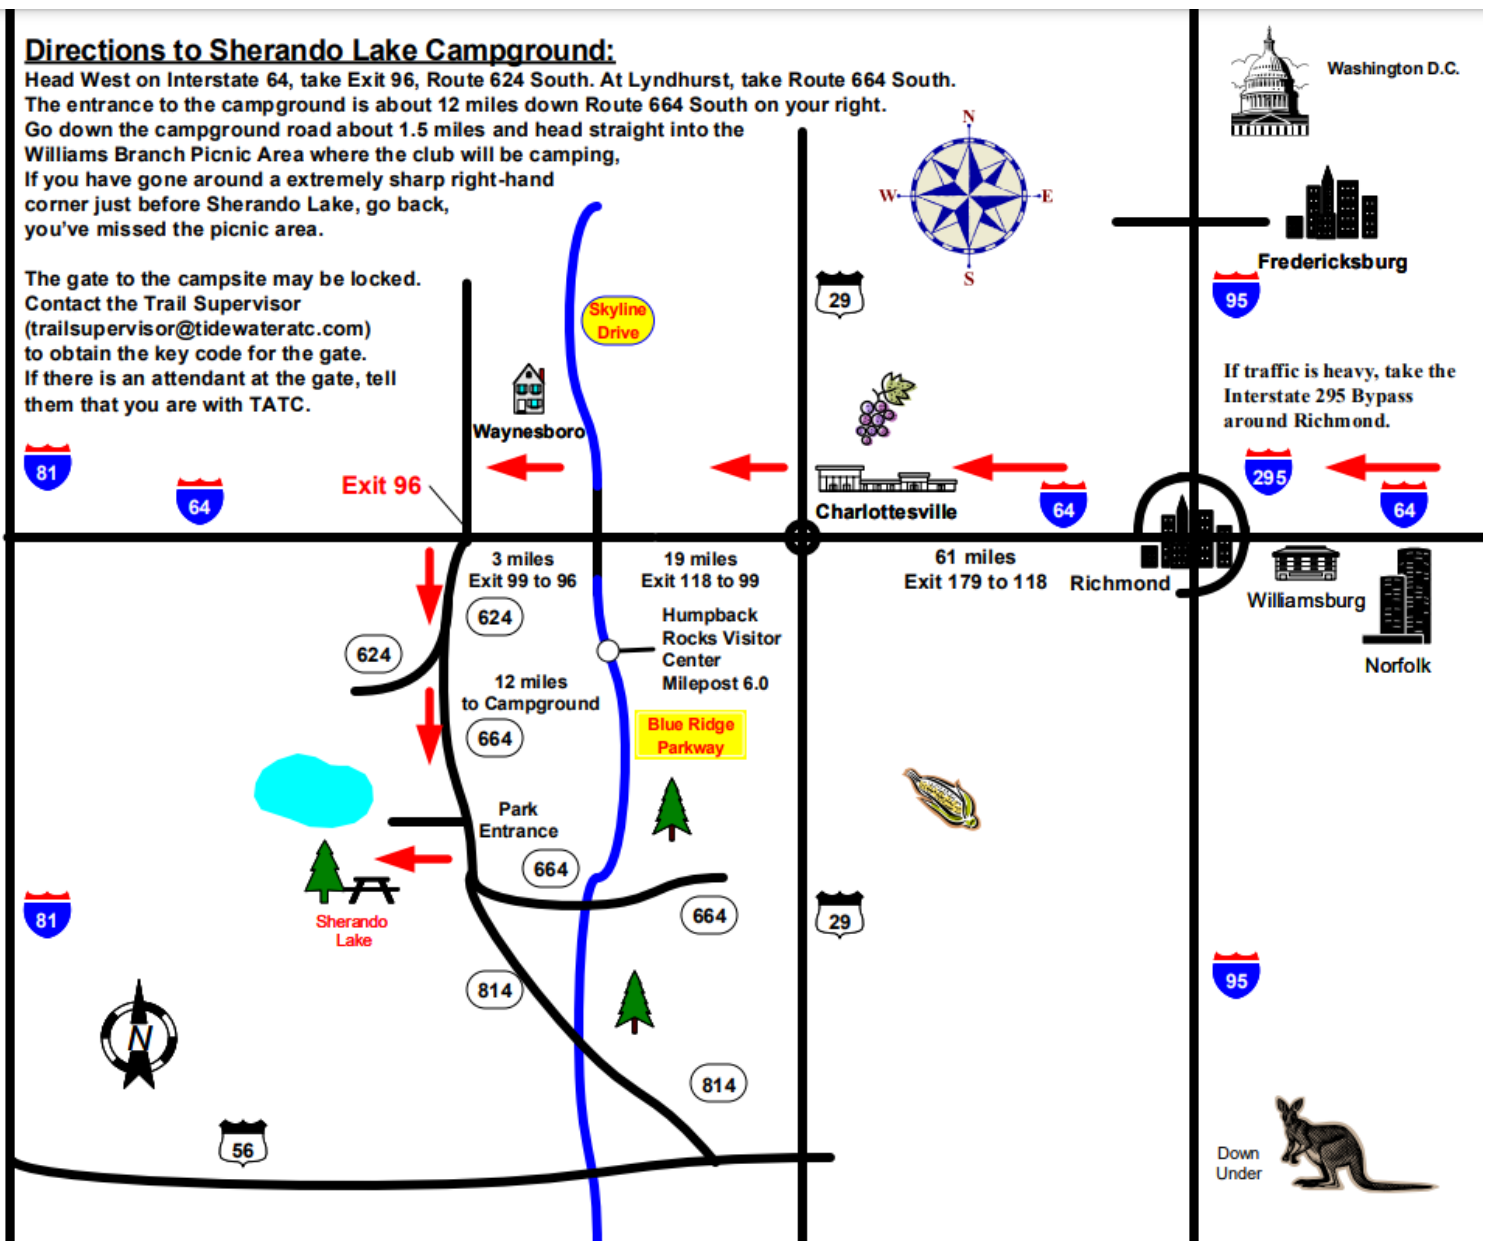 Directions to Sherando Lake Campground:
Head West on Interstate 64, take Exit 96, Route 624 South. At Lyndhurst, take Route 664 South.
The entrance to the campground is about 12 miles down Route 664 South on your right.
Go down the campground road about 1.5 miles and head straight into the
Williams Branch Picnic Area where the club will be camping,
If you have gone around a extremely sharp right-hand
corner just before Sherando Lake, go back,
you've missed the picnic area.
The gate to the campsite may be locked.
Contact the Trail Supervisor
(trailsupervisor@tidewateratc.com)
to obtain the key code for the gate.
If there is an attendant at the gate, tell
them that you are with TATC.
Washington D.C.
N
W
E
S
Fredericksburg
29
95
Skyline
Drive
If traffic is heavy, take the
Interstate 295 Bypass
around Richmond.
Waynesboro
81
64
Exit 96
Charlottesville
64
295
64
3 miles
Exit 99 to 96
19 miles
Exit 118 to 99
61 miles
Exit 179 to 118
Richmond
Williamsburg
Norfolk
624
624
Humpback
Rocks Visitor
Center
Milepost 6.0
12 miles
to Campground
664
Blue Ridge
Parkway
Park
Entrance
664
664
Sherando
Lake
81
29
95
814
N
814
56
Down
Under